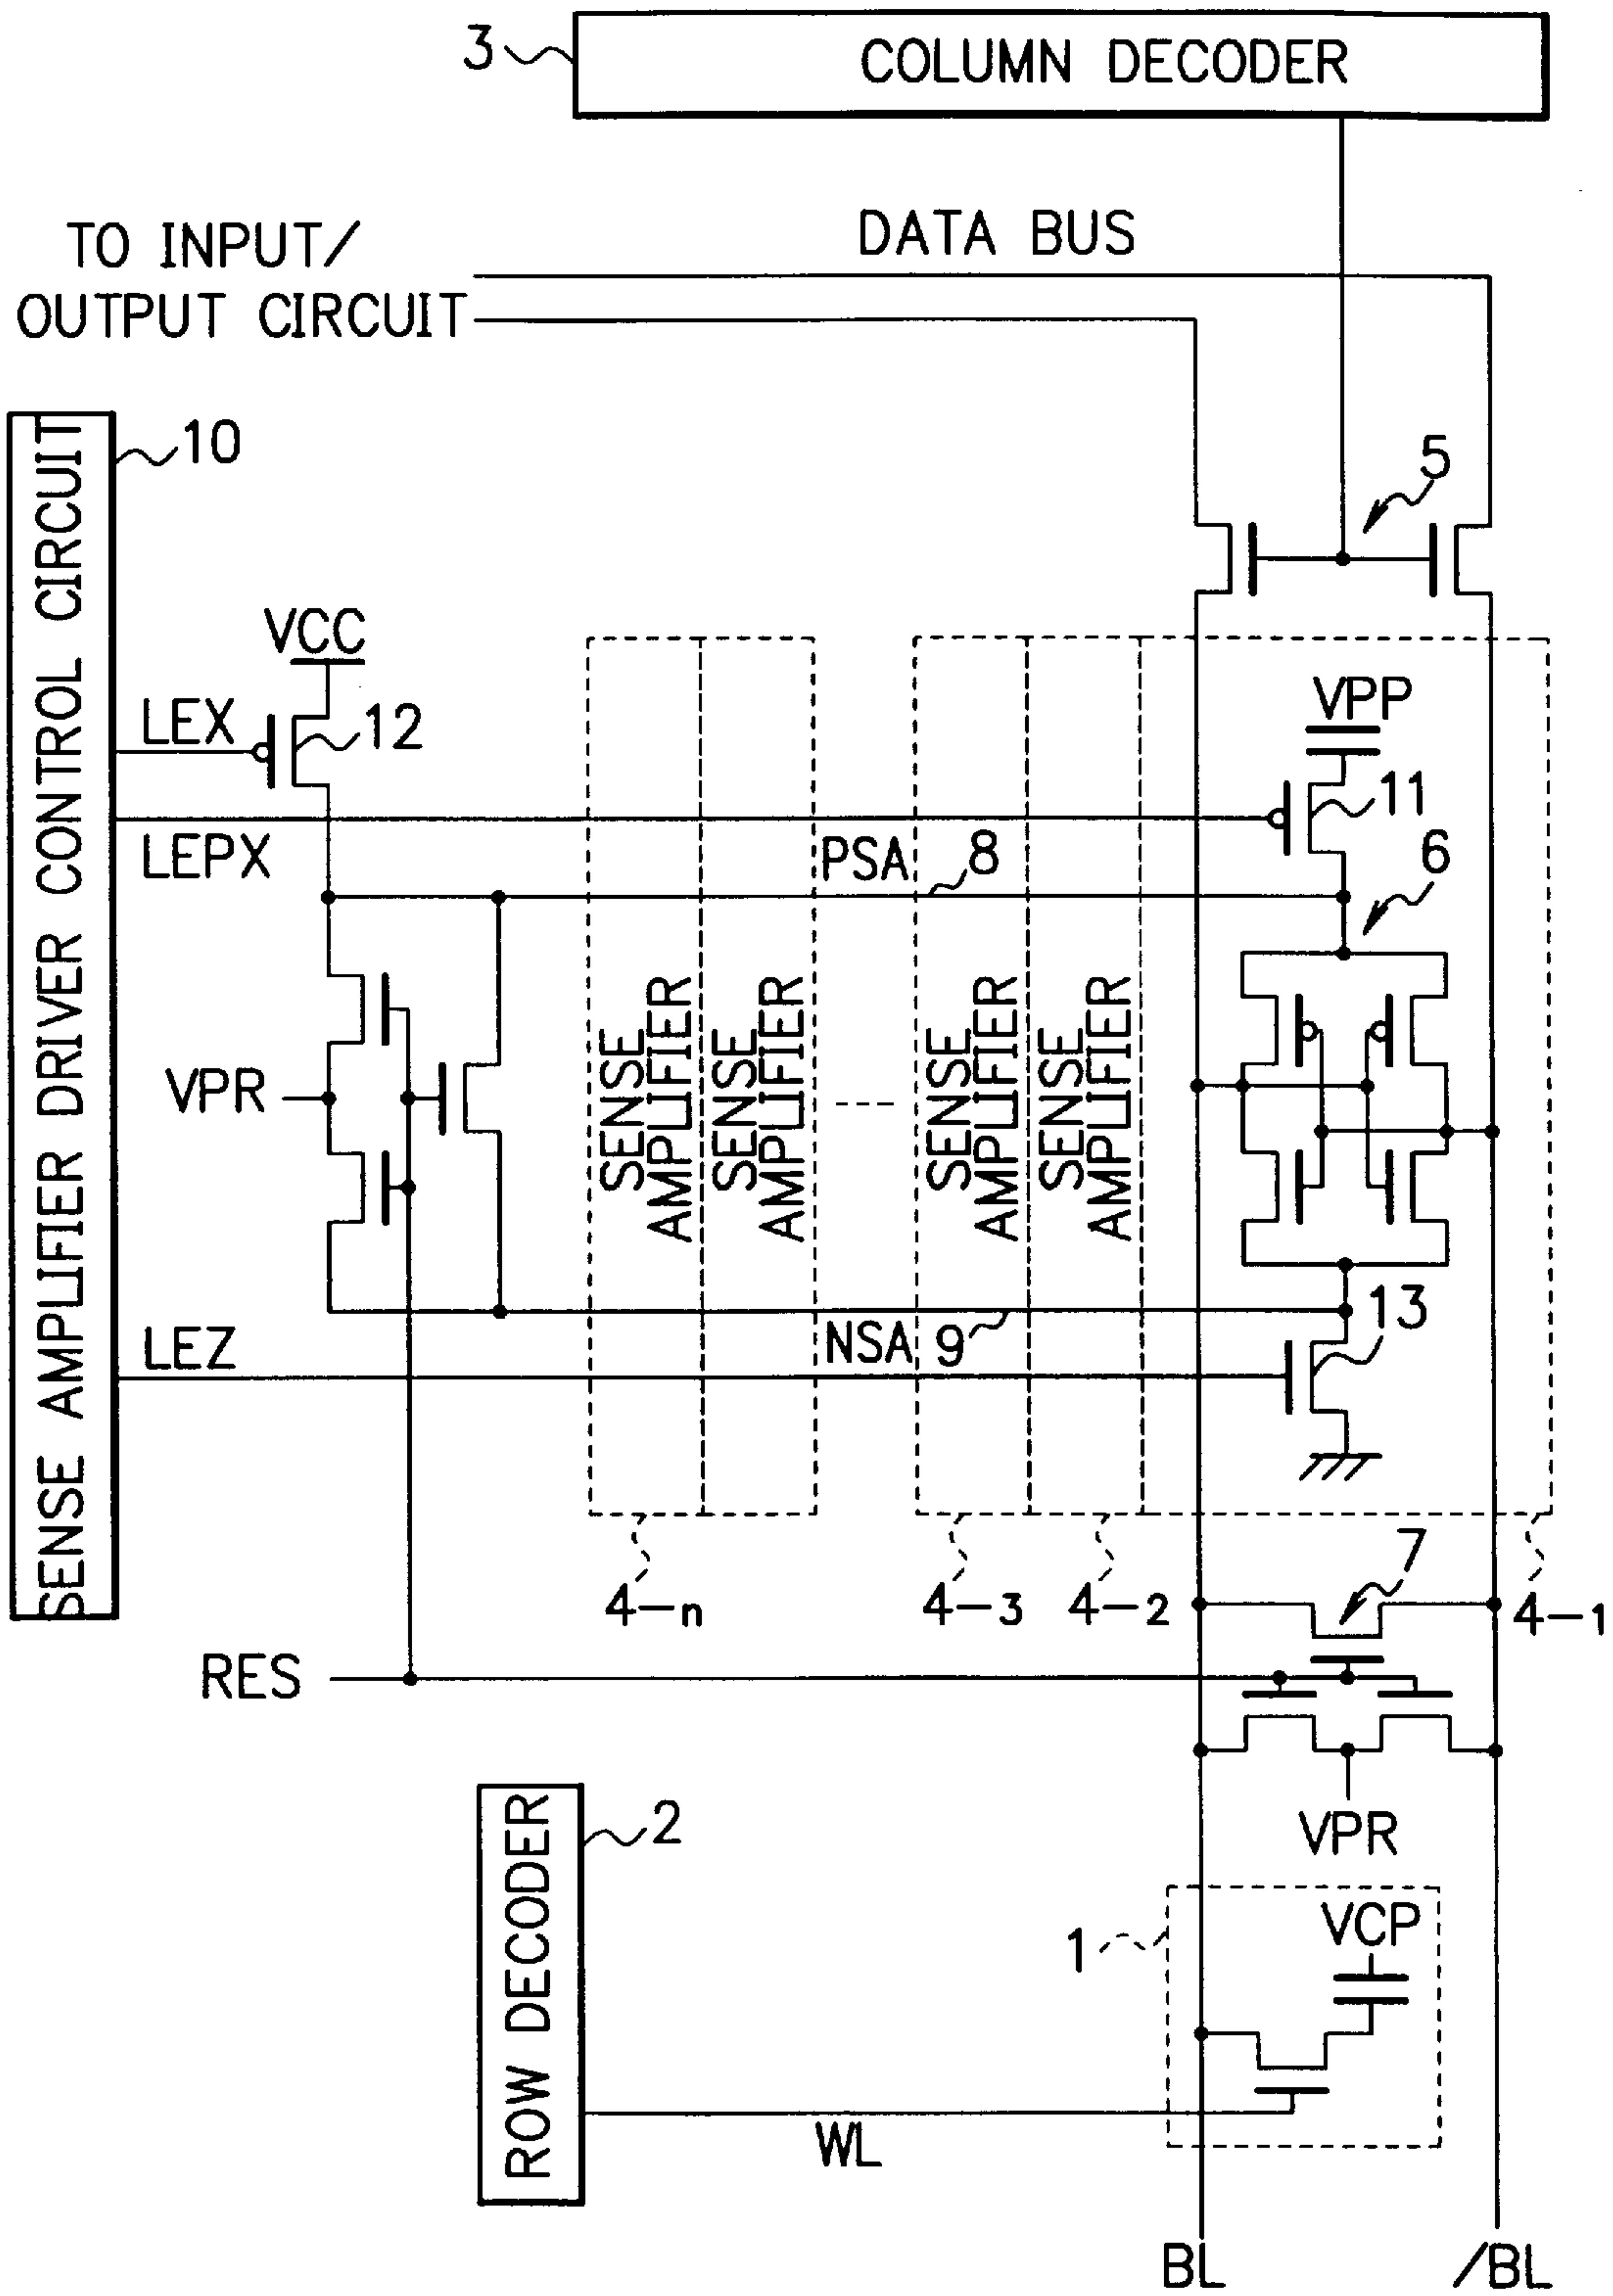 3
COLUMN DECODER
DATA BUS
TO INPUT/
OUTPUT CIRCUIT
SENSE AMPLIFIER DRIVER CONTROL CIRCUIT
10
5
VCC
LEX
12
VPP
11
LEPX
PSA
8
6
VPR
SENSE
AMPLIFIER
SENSE
AMPLIFIER
SENSE
AMPLIFIER
SENSE
AMPLIFIER
LEZ
NSA
9
13
4-n
4-3
4-2
4-1
7
RES
VPR
ROW DECODER
2
1
VCP
WL
BL
/BL